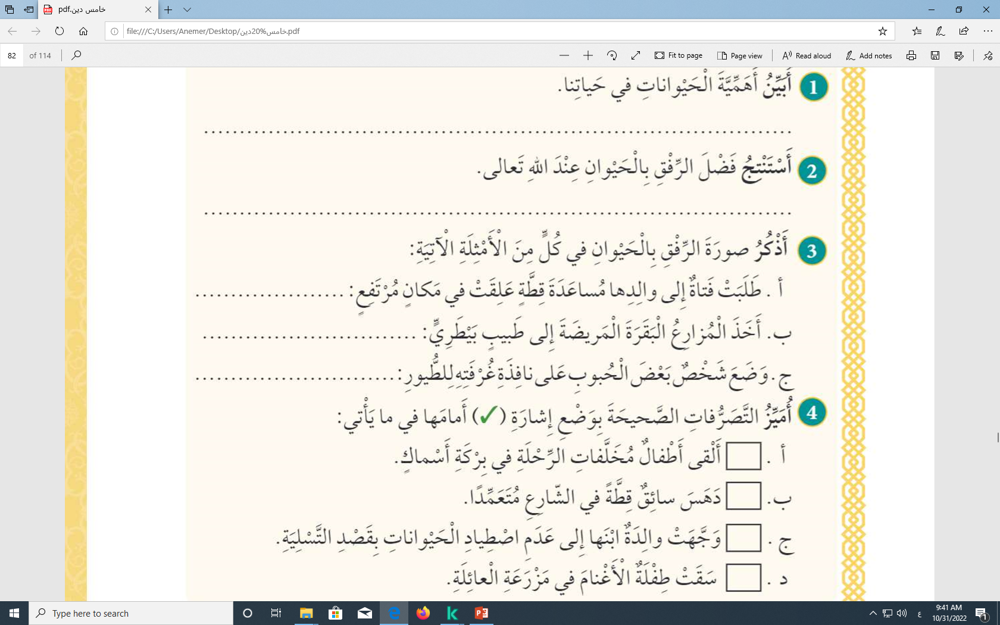 خامس دين.pdf
file:///C:/Users/Anemer/Desktop/خامس%20دين.pdf
82 of 114 Fit to page Page view Read aloud Add notes
1 أُبَيِّنُ أَهَمِّيَّةَ الْحَيْواناتِ في حَياتِنا.
................................................................................
2 أَسْتَنْتِجُ فَضْلَ الرِّفْقِ بِالْحَيْوانِ عِنْدَ اللهِ تَعالى.
................................................................................
3 أَذْكُرُ صورَةَ الرِّفْقِ بِالْحَيْوانِ في كُلٍّ مِنَ الْأَمْثِلَةِ الْآتِيَةِ:
أ . طَلَبَتْ فَتاةٌ إِلى والِدِها مُساعَدَةَ قِطَّةٍ عَلِقَتْ في مَكانٍ مُرْتَفِعٍ: .....................
ب. أَخَذَ الْمُزارِعُ الْبَقَرَةَ الْمَريضَةَ إِلى طَبيبٍ بَيْطَرِيٍّ: ..............................
ج. وَضَعَ شَخْصٌ بَعْضَ الْحُبوبِ عَلى نافِذَةِ غُرْفَتِهِ لِلطُّيورِ: ............................
4 أُمَيِّزُ التَّصَرُّفاتِ الصَّحيحَةَ بِوَضْعِ إِشارَةِ (✓) أَمامَها في ما يَأْتي:
أ . أَلْقى أَطْفالٌ مُخَلَّفاتِ الرِّحْلَةِ في بِرْكَةِ أَسْماكٍ.
ب. دَهَسَ سائِقٌ قِطَّةً في الشّارِعِ مُتَعَمِّدًا.
ج . وَجَّهَتْ والِدَةٌ ابْنَها إِلى عَدَمِ اصْطِيادِ الْحَيْواناتِ بِقَصْدِ التَّسْلِيَةِ.
د . سَقَتْ طِفْلَةٌ الْأَغْنامَ في مَزْرَعَةِ الْعائِلَةِ.
Type here to search
ع
9:41 AM
10/31/2022
1